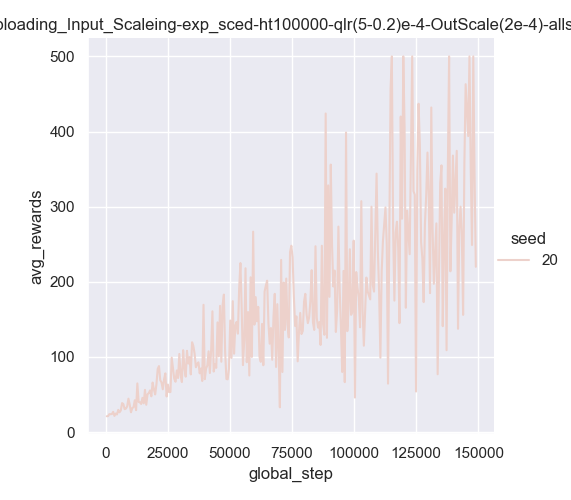 ploading_Input_Scaleing-exp_sced-ht100000-qlr(5-0.2)e-4-OutScale(2e-4)-alls
500
400
300
200
100
0
avg_rewards
0 25000 50000 75000 100000 125000 150000
global_step
seed
20